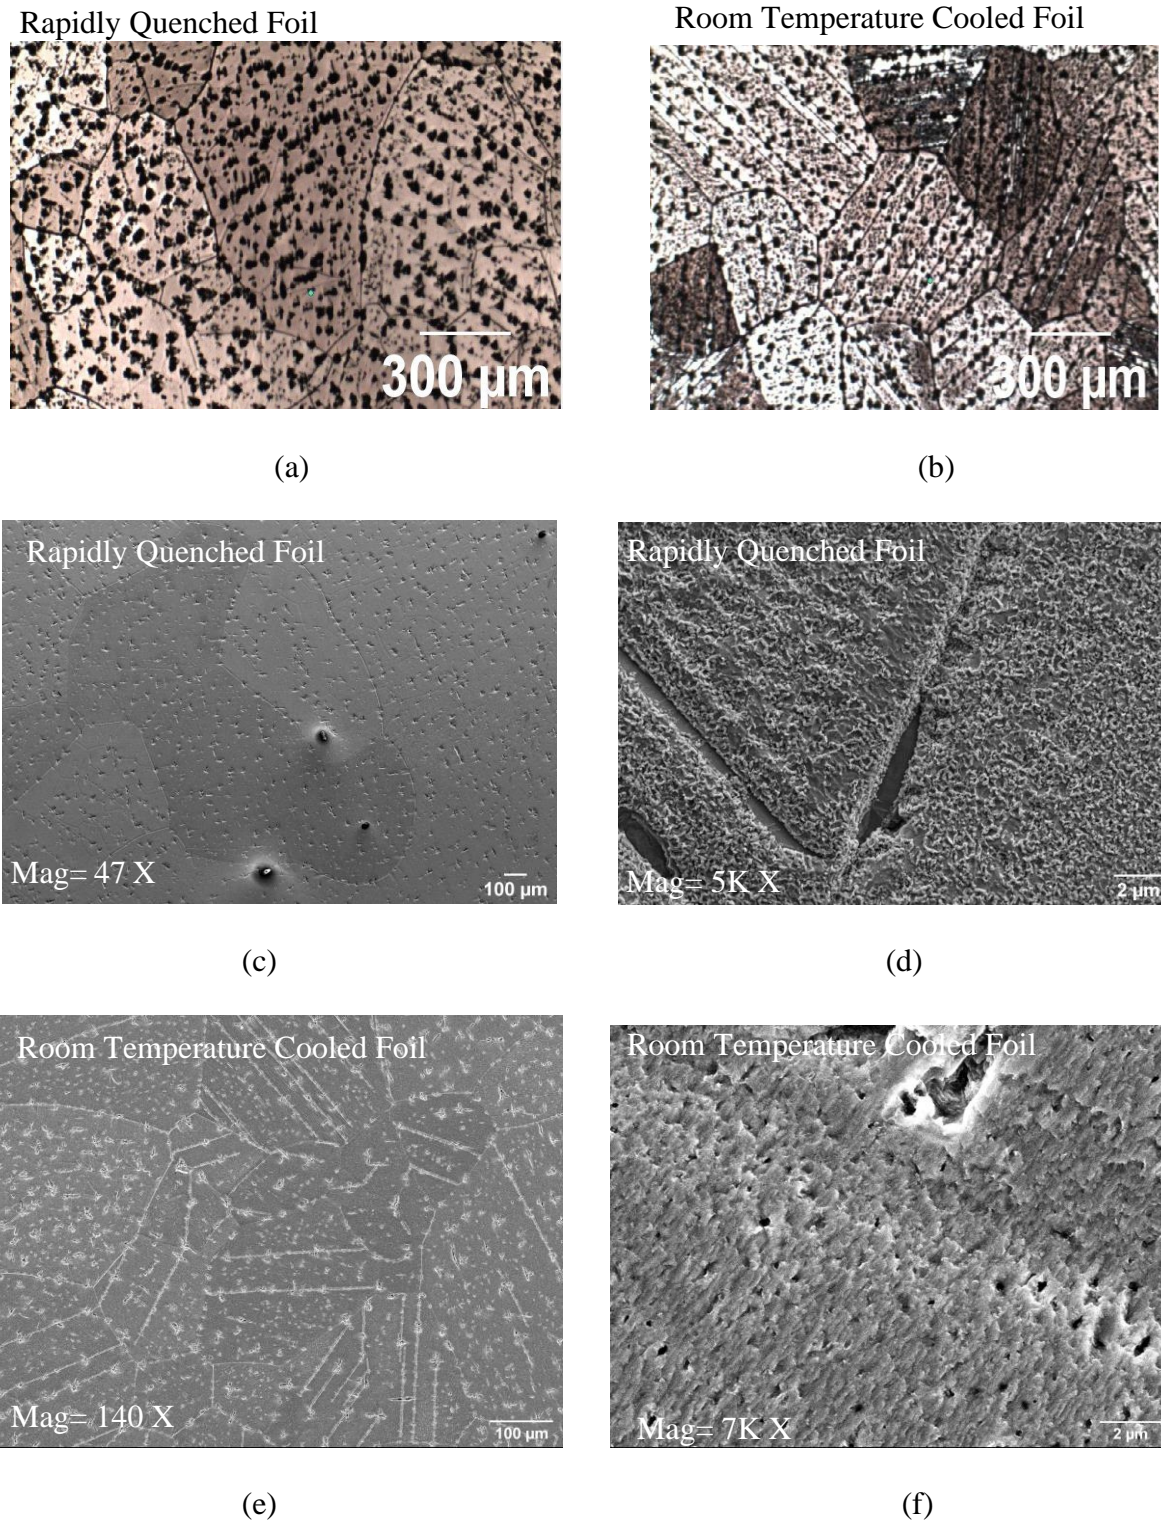 Rapidly Quenched Foil
Room Temperature Cooled Foil
300 µm
300 µm
(a)
(b)
Rapidly Quenched Foil
Mag= 47 X
100 µm
Rapidly Quenched Foil
Mag= 5K X
2 µm
(c)
(d)
Room Temperature Cooled Foil
Mag= 140 X
100 µm
Room Temperature Cooled Foil
Mag= 7K X
2 µm
(e)
(f)